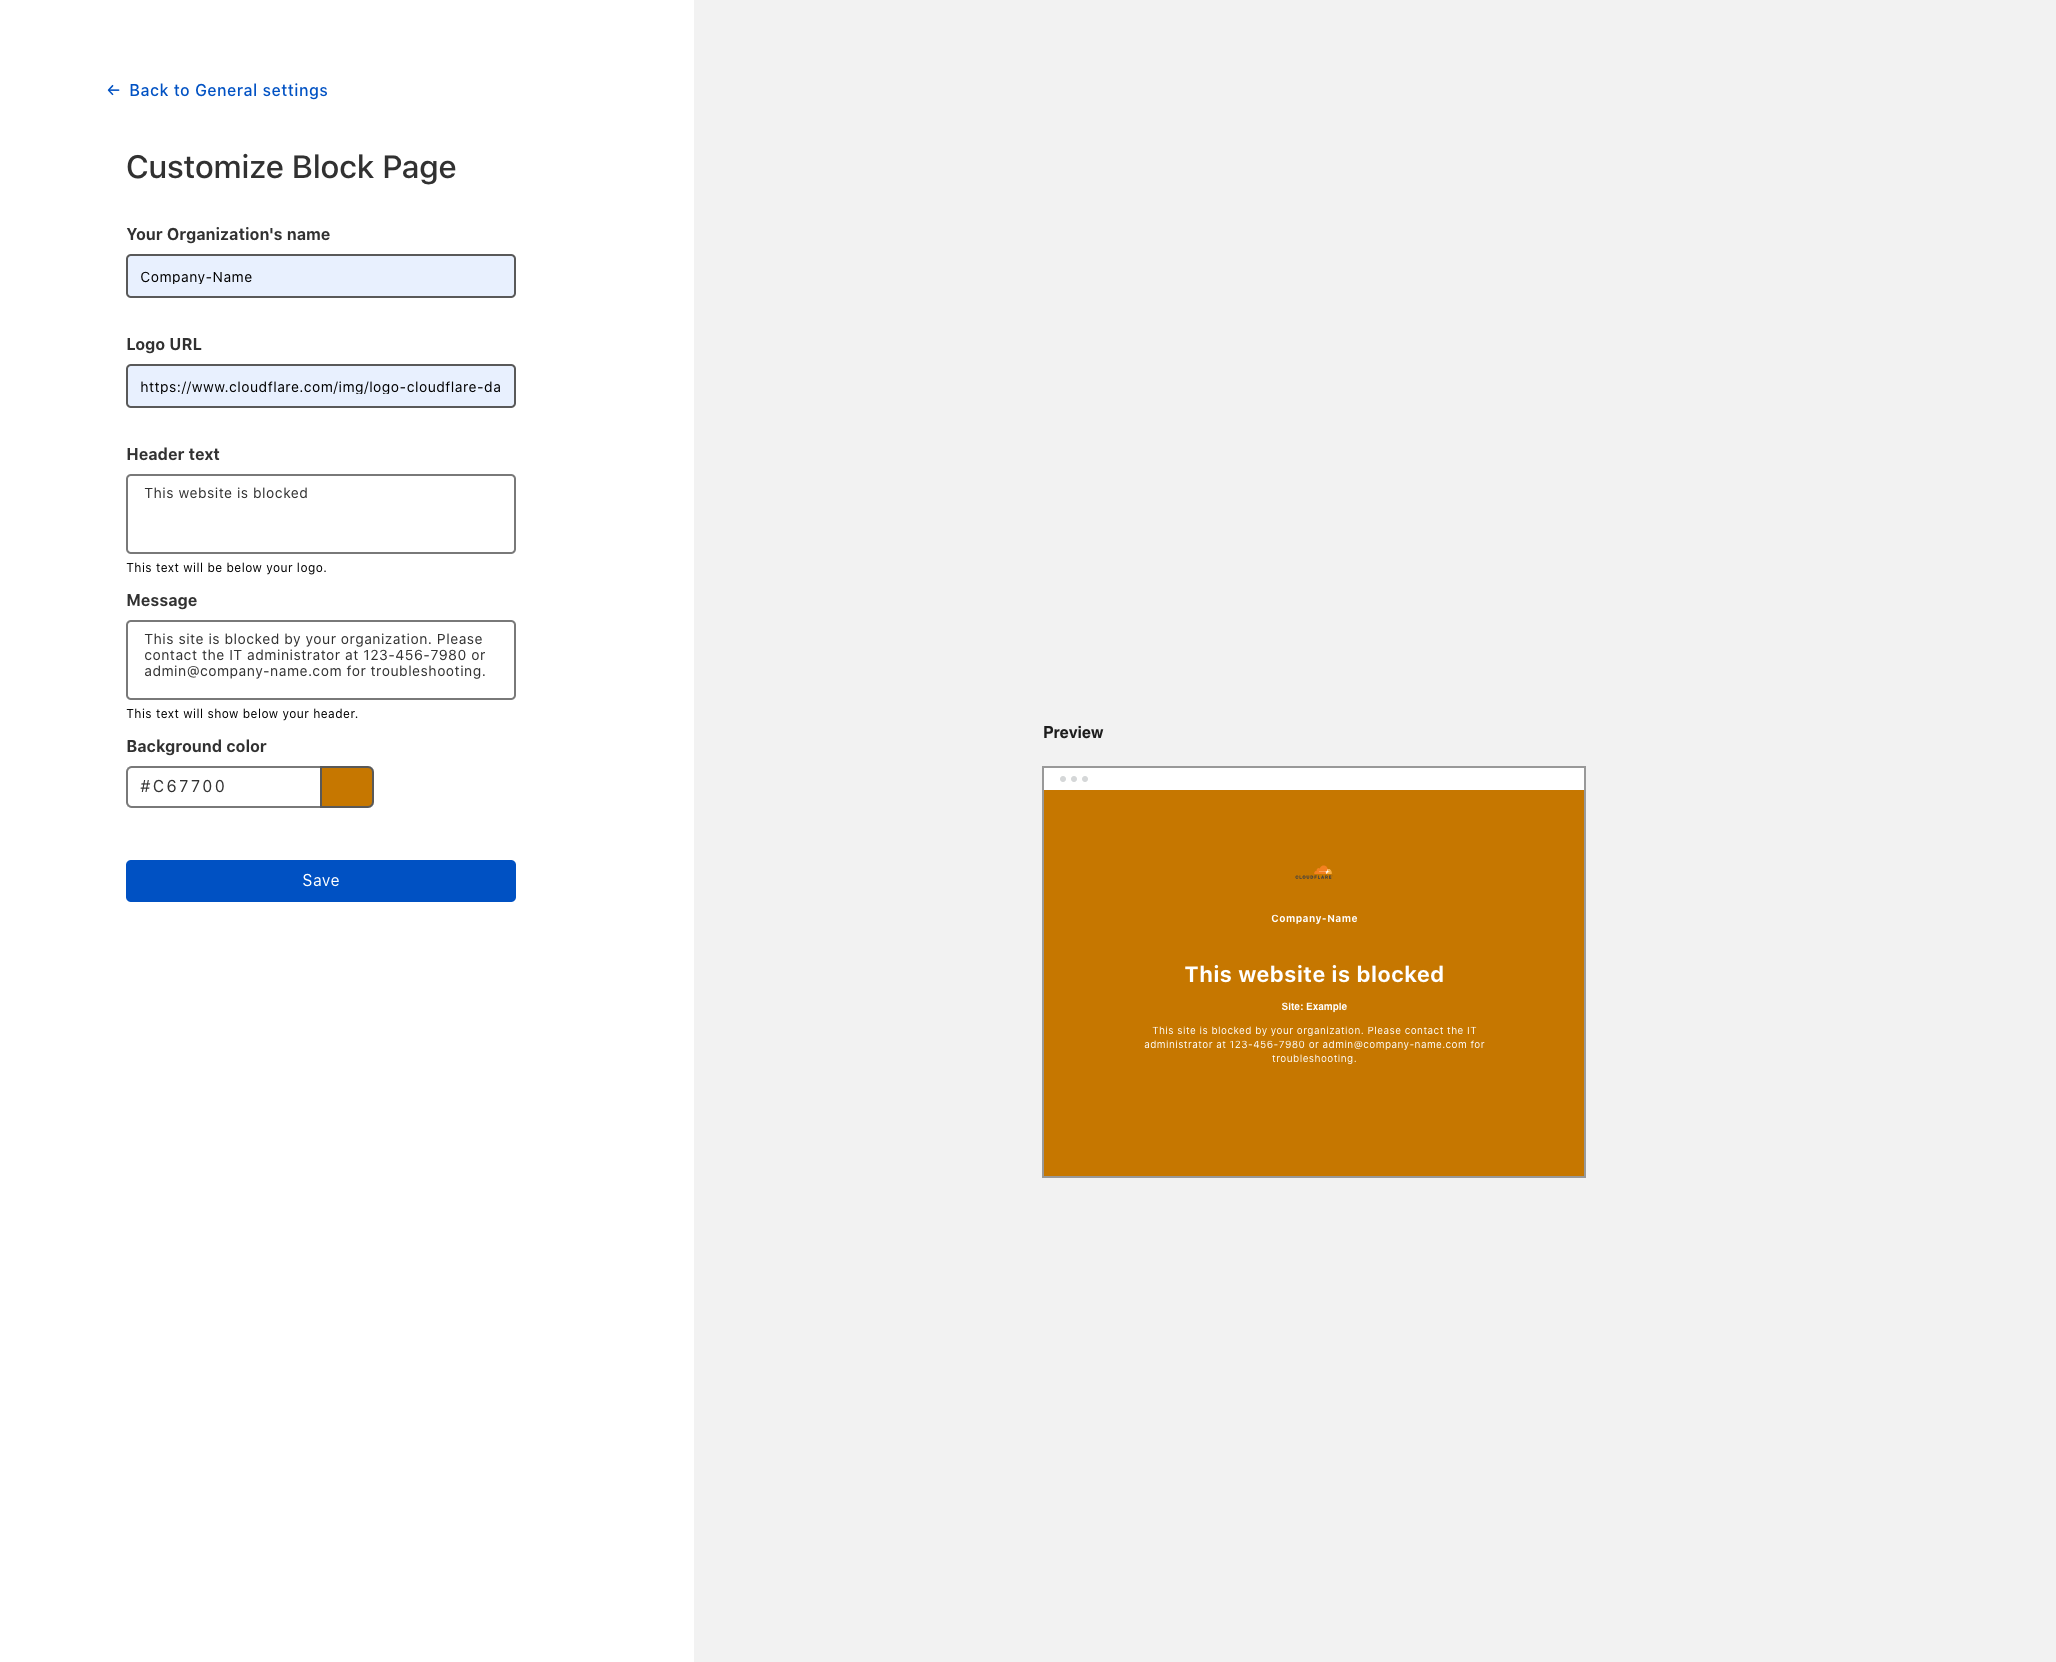 ← Back to General settings
Customize Block Page
Your Organization's name
Company-Name
Logo URL
https://www.cloudflare.com/img/logo-cloudflare-da
Header text
This website is blocked
This text will be below your logo.
Message
This site is blocked by your organization. Please
contact the IT administrator at 123-456-7980 or
admin@company-name.com for troubleshooting.
This text will show below your header.
Background color
#C67700
Save
Preview
CLOUDFLARE
Company-Name
This website is blocked
Site: Example
This site is blocked by your organization. Please contact the IT
administrator at 123-456-7980 or admin@company-name.com for
troubleshooting.